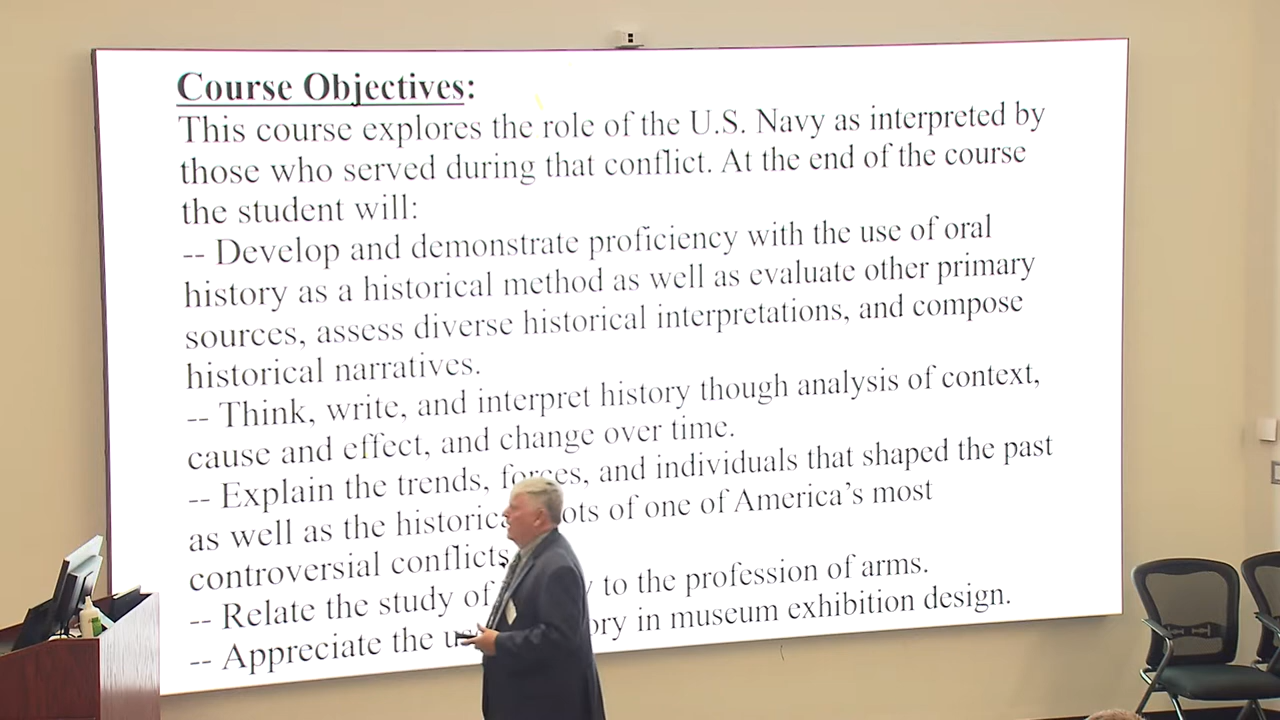 Course Objectives:
This course explores the role of the U.S. Navy as interpreted by
those who served during that conflict. At the end of the course
the student will:
-- Develop and demonstrate proficiency with the use of oral
history as a historical method as well as evaluate other primary
sources, assess diverse historical interpretations, and compose
historical narratives.
-- Think, write, and interpret history though analysis of context,
cause and effect, and change over time.
-- Explain the trends, forces, and individuals that shaped the past
as well as the of one of America's most
controversial conflicts
-- Relate the study of to the profession of arms.
-- Appreciate the in museum exhibition design.